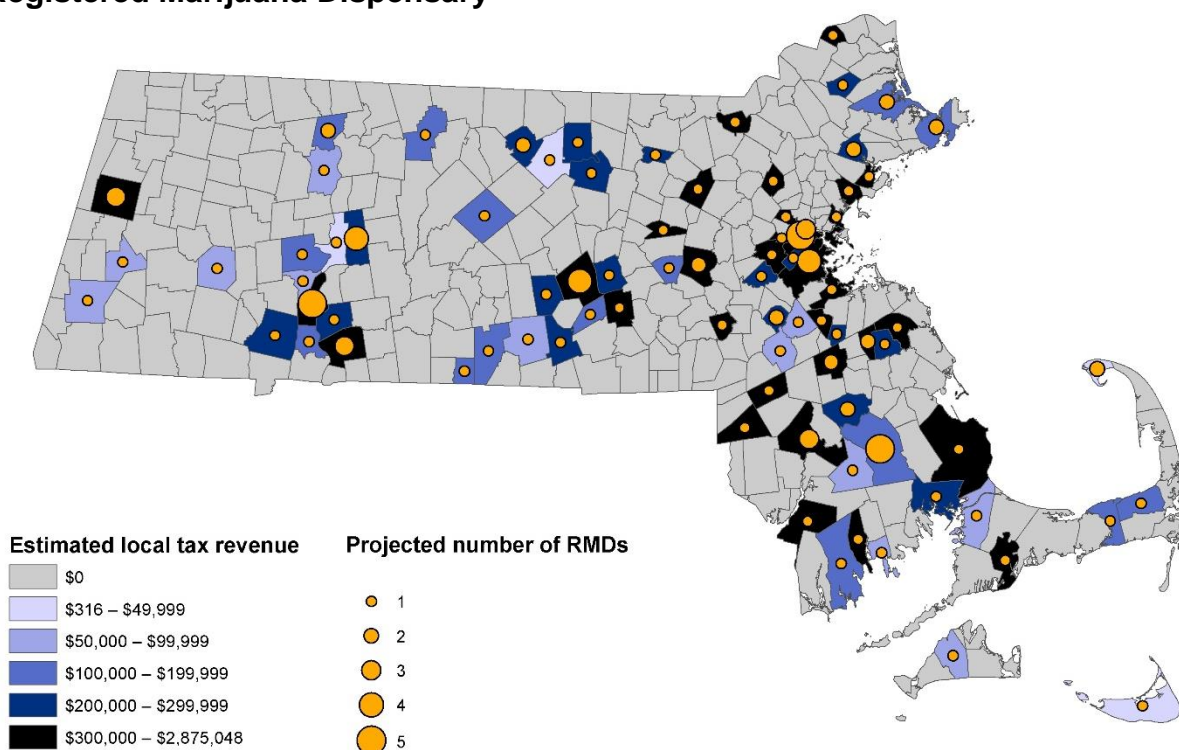 Registered Marijuana Dispensary
Estimated local tax revenue
$0
$316 – $49,999
$50,000 – $99,999
$100,000 – $199,999
$200,000 – $299,999
$300,000 – $2,875,048
Projected number of RMDs
1
2
3
4
5